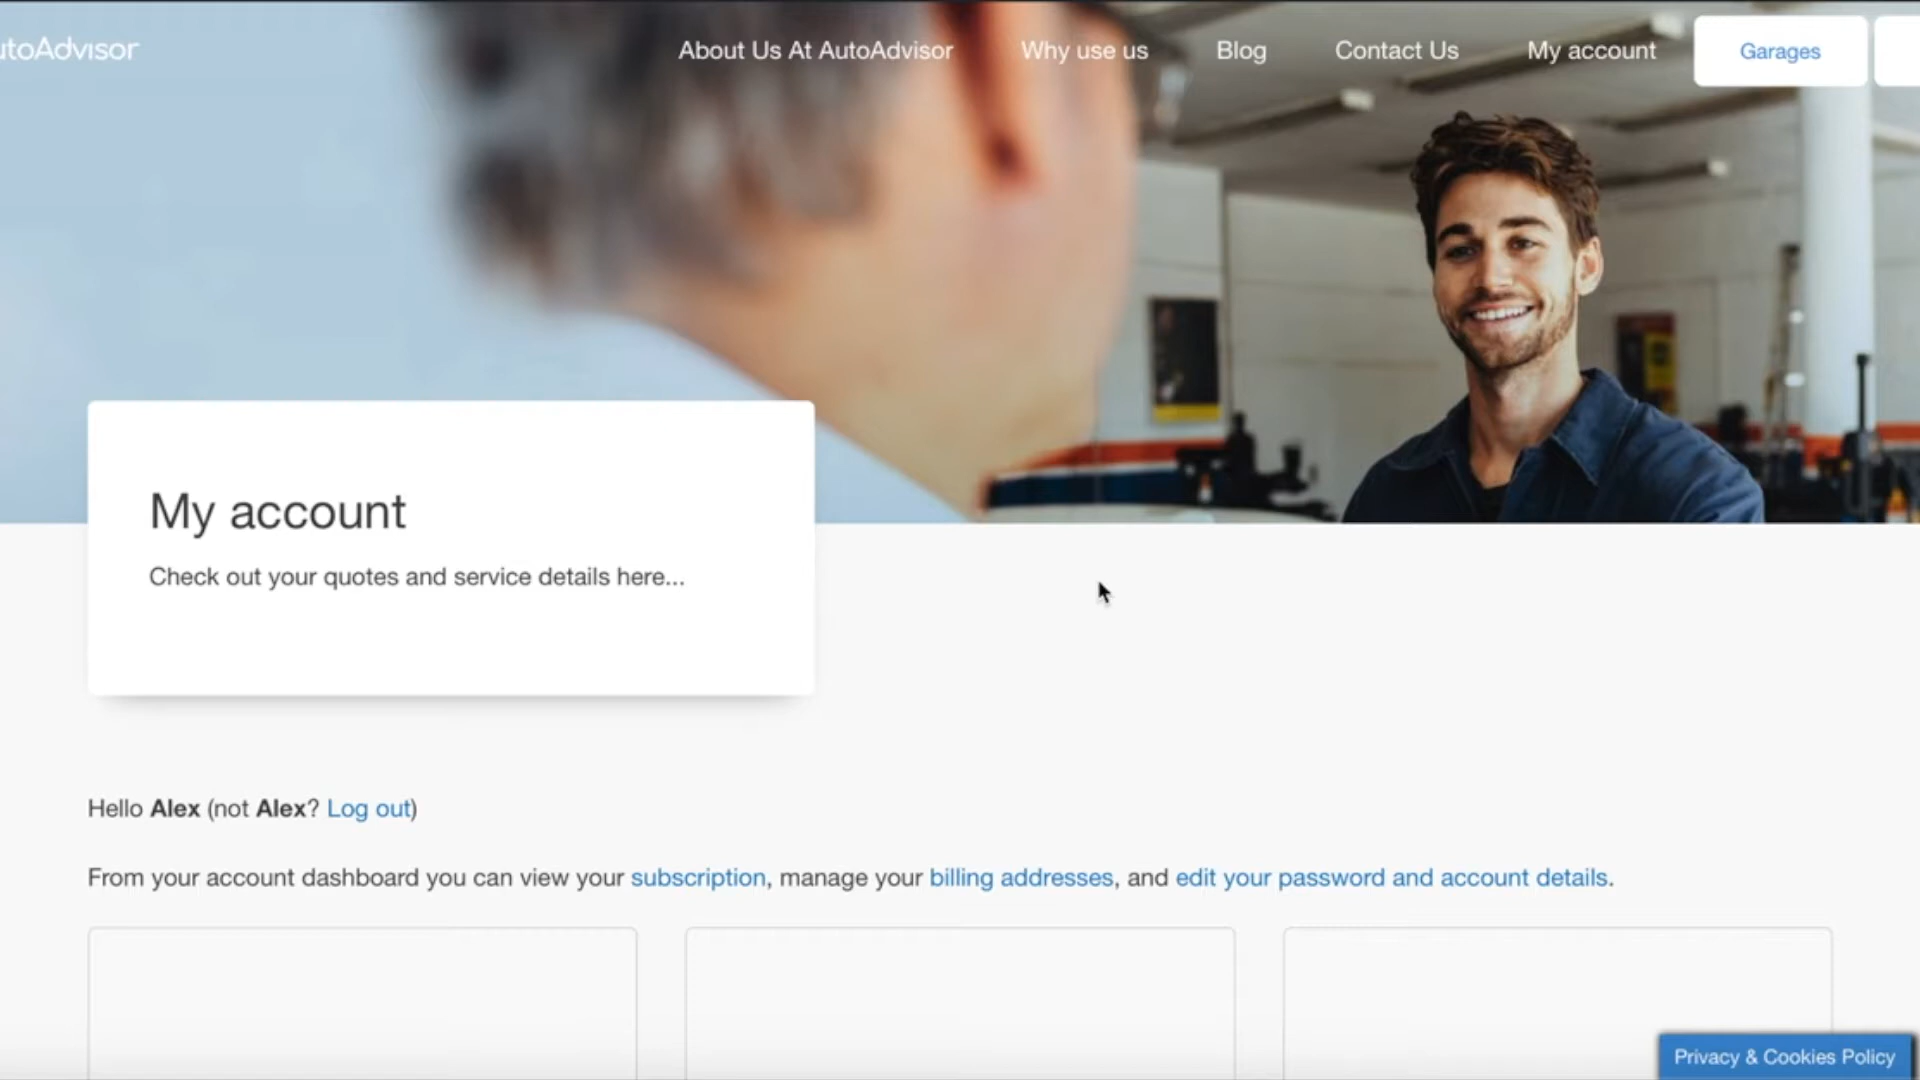 utoAdvisor
About Us At AutoAdvisor
Why use us
Blog
Contact Us
My account
Garages
My account
Check out your quotes and service details here...
Hello Alex (not Alex? Log out)
From your account dashboard you can view your subscription, manage your billing addresses, and edit your password and account details.
Privacy & Cookies Policy